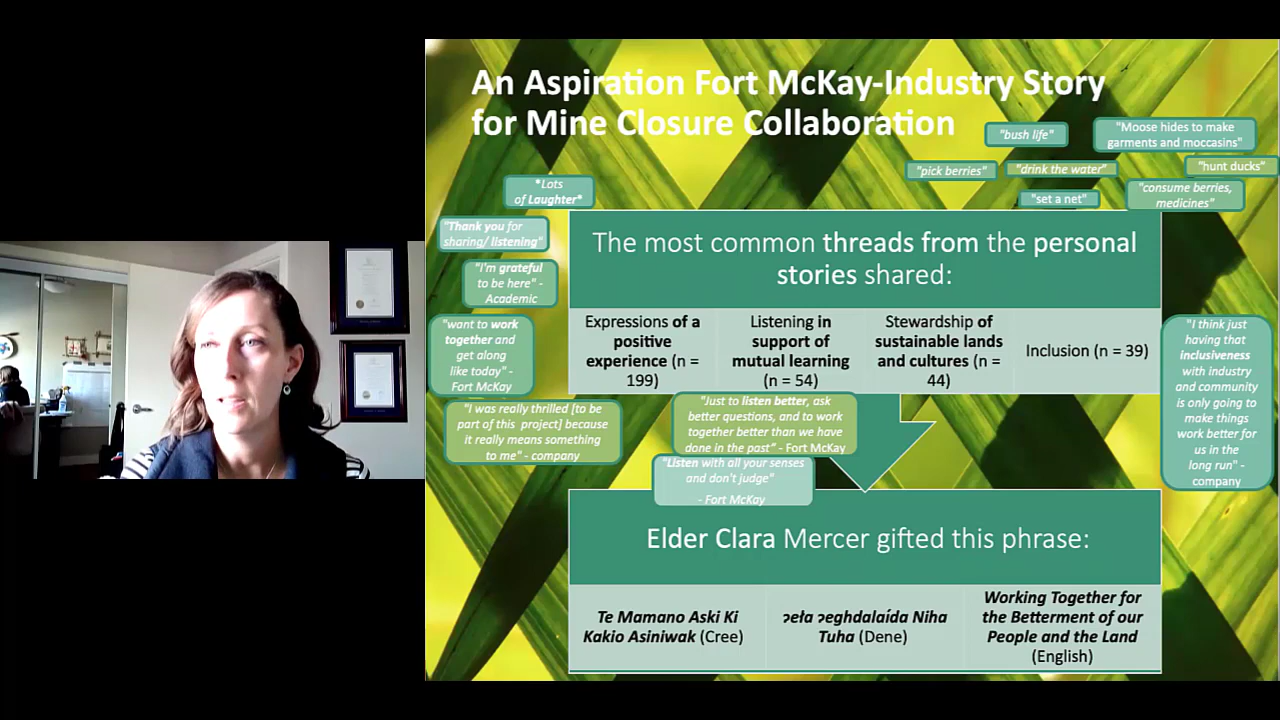 An Aspiration Fort McKay-Industry Story
for Mine Closure Collaboration
"bush life"
"Moose hides to make
garments and moccasins"
"pick berries"
"drink the water"
"hunt ducks"
"set a net"
"consume berries,
medicines"
*Lots
of Laughter*
"Thank you for
sharing/ listening"
"I'm grateful
to be here" -
Academic
"want to work
together and
get along
like today" -
Fort McKay
"I was really thrilled [to be
part of this project] because
it really means something
to me" - company
The most common threads from the personal
stories shared:
Expressions of a
positive
experience (n =
199)
Listening in
support of
mutual learning
(n = 54)
Stewardship of
sustainable lands
and cultures (n =
44)
Inclusion (n = 39)
"Just to listen better, ask
better questions, and to work
together better than we have
done in the past" - Fort McKay
"Listen with all your senses
and don't judge"
- Fort McKay
"I think just
having that
inclusiveness
with industry
and community
is only going to
make things
work better for
us in the
long run" -
company
Elder Clara Mercer gifted this phrase:
Te Mamano Aski Ki
Kakio Asiniwak (Cree)
ɔeła ɔeghdalaída Niha
Tuha (Dene)
Working Together for
the Betterment of our
People and the Land
(English)